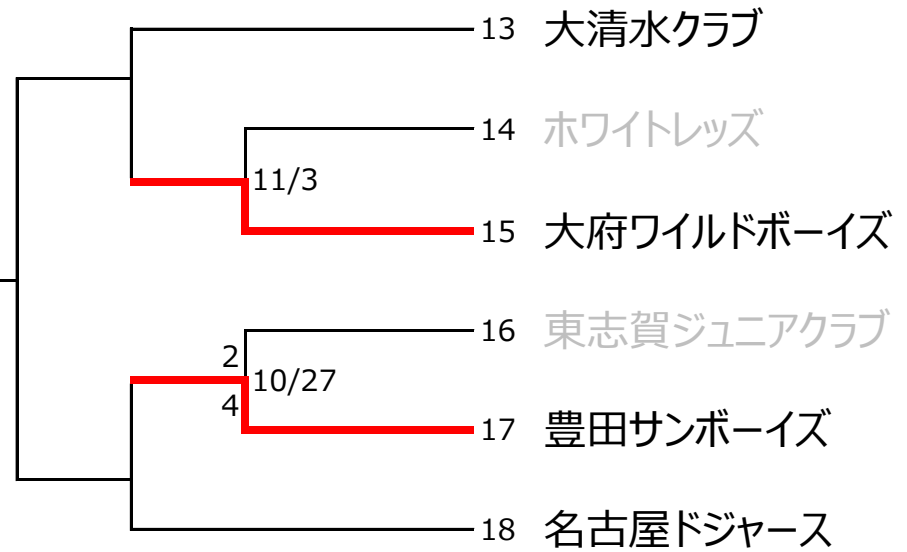 13 大清水クラブ
14 ホワイトレッズ
11/3
15 大府ワイルドボーイズ
16 東志賀ジュニアクラブ
2
10/27
4
17 豊田サンボーイズ
18 名古屋ドジャース